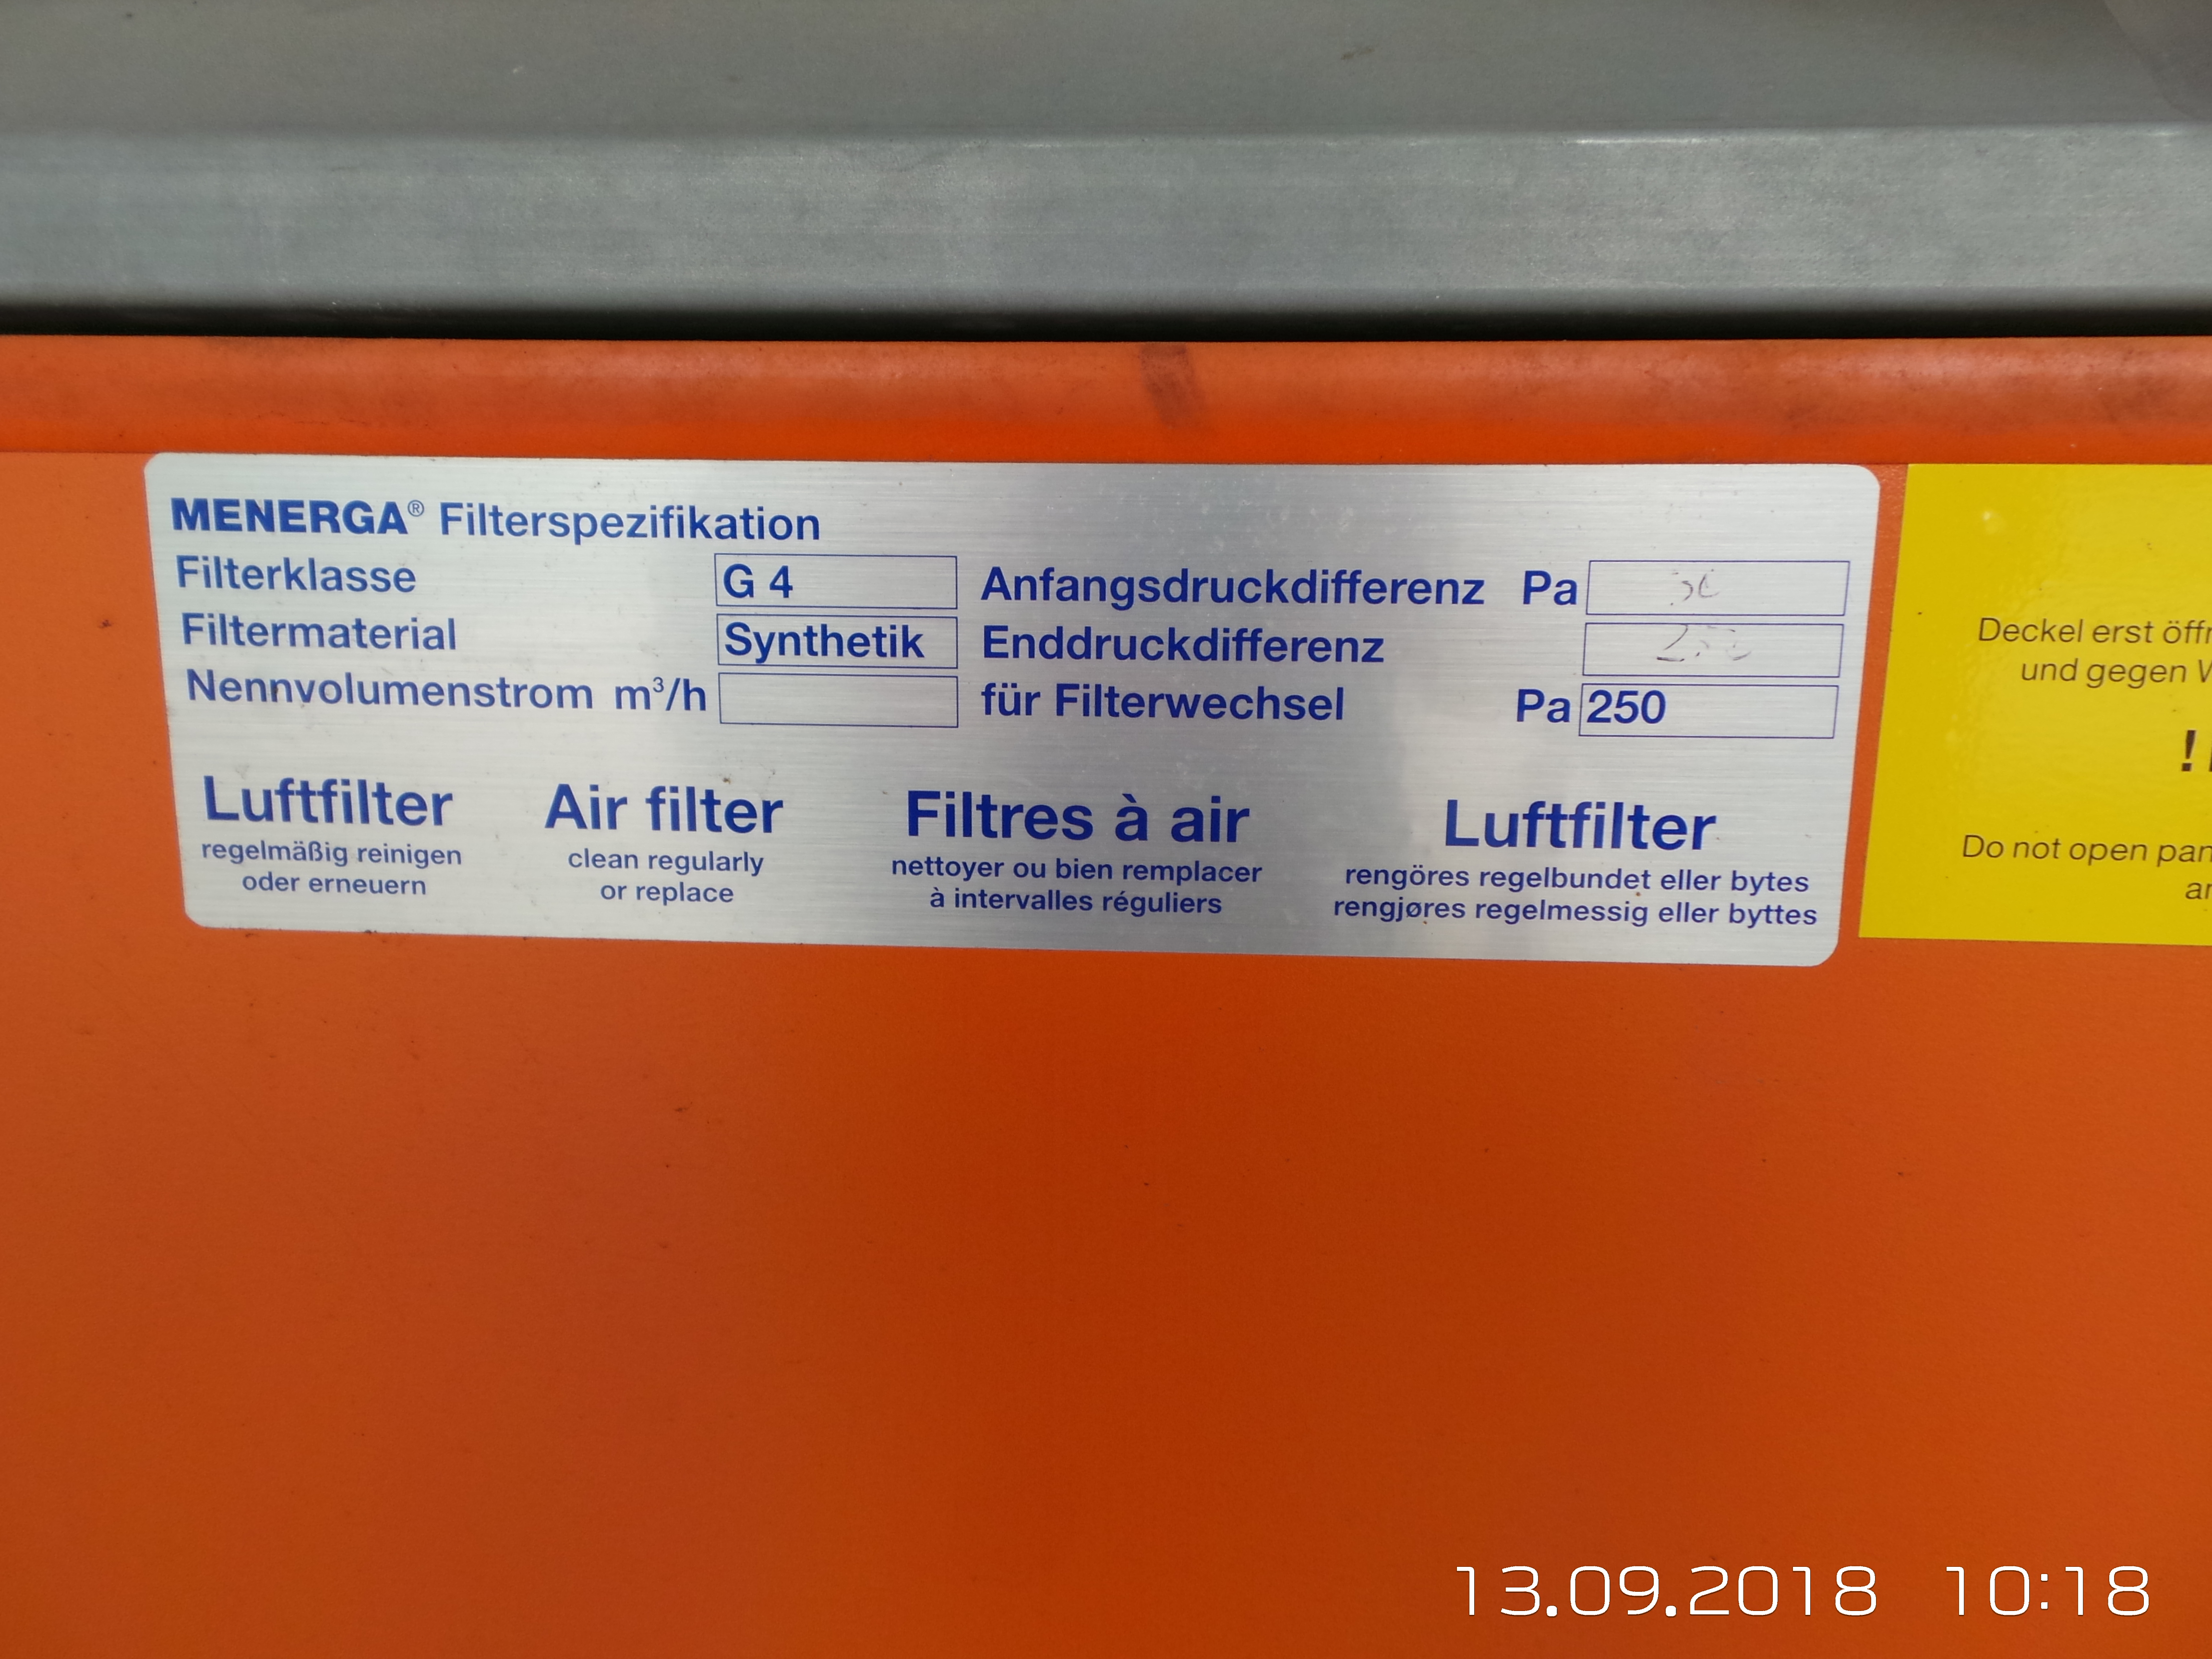 MENERGA® Filterspezifikation
Filterklasse G 4 Anfangsdruckdifferenz Pa
Filtermaterial Synthetik Enddruckdifferenz
Nennvolumenstrom m³/h für Filterwechsel Pa 250
Luftfilter
regelmäßig reinigen
oder erneuern
Air filter
clean regularly
or replace
Filtres à air
nettoyer ou bien remplacer
à intervalles réguliers
Luftfilter
rengöres regelbundet eller bytes
rengjøres regelmessig eller byttes
Deckel erst
und gegen
!
Do not open
13.09.2018 10:18